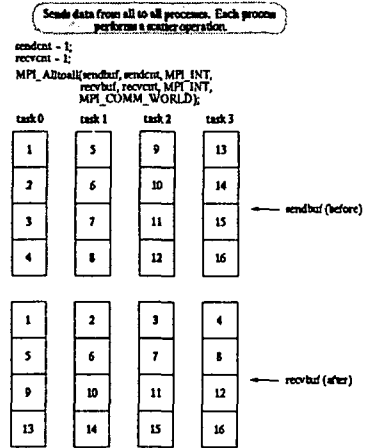 Sends data from all to all processes. Each process
performs a scatter operation.
sendcnt = 1;
recvcnt = 1;
MPI_Alltoall(sendbuf, sendcnt, MPI_INT,
recvbuf, recvcnt, MPI_INT,
MPI_COMM_WORLD);
task 0 task 1 task 2 task 3
1 5 9 13
2 6 10 14
3 7 11 15
4 8 12 16
sendbuf (before)
1 2 3 4
5 6 7 8
9 10 11 12
13 14 15 16
recvbuf (after)